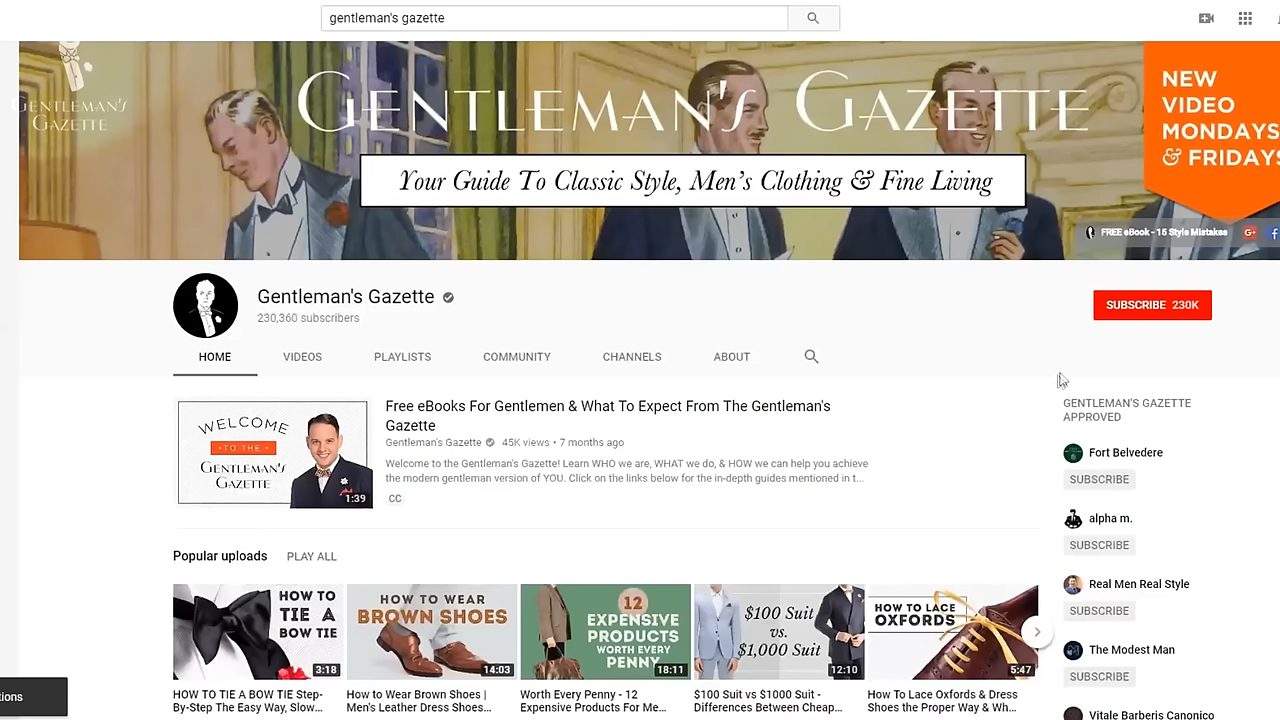 gentleman's gazette
GENTLEMAN'S
GAZETTE
GENTLEMAN'S GAZETTE
Your Guide To Classic Style, Men's Clothing & Fine Living
NEW
VIDEO
MONDAYS
& FRIDAYS
FREE eBook - 15 Style Mistakes
G+
f
Gentleman's Gazette
230,360 subscribers
SUBSCRIBE 230K
HOME
VIDEOS
PLAYLISTS
COMMUNITY
CHANNELS
ABOUT
WELCOME
TO THE
GENTLEMAN'S
GAZETTE
1:39
Free eBooks For Gentlemen & What To Expect From The Gentleman's
Gazette
Gentleman's Gazette 45K views • 7 months ago
Welcome to the Gentleman's Gazette! Learn WHO we are, WHAT we do, & HOW we can help you achieve
the modern gentleman version of YOU. Click on the links below for the in-depth guides mentioned in t...
CC
GENTLEMAN'S GAZETTE
APPROVED
Fort Belvedere
SUBSCRIBE
alpha m.
SUBSCRIBE
Real Men Real Style
SUBSCRIBE
The Modest Man
SUBSCRIBE
Vitale Barberis Canonico
Popular uploads PLAY ALL
HOW TO
TIE A
BOW TIE
3:18
HOW TO TIE A BOW TIE Step-
By-Step The Easy Way, Slow...
HOW TO WEAR
BROWN SHOES
14:03
How to Wear Brown Shoes |
Men's Leather Dress Shoes...
12
EXPENSIVE
PRODUCTS
WORTH EVERY
PENNY
18:11
Worth Every Penny - 12
Expensive Products For Me...
$100 Suit
vs.
$1,000 Suit
12:10
$100 Suit vs $1000 Suit -
Differences Between Cheap...
HOW TO LACE
OXFORDS
5:47
How To Lace Oxfords & Dress
Shoes the Proper Way & Wh...
tions